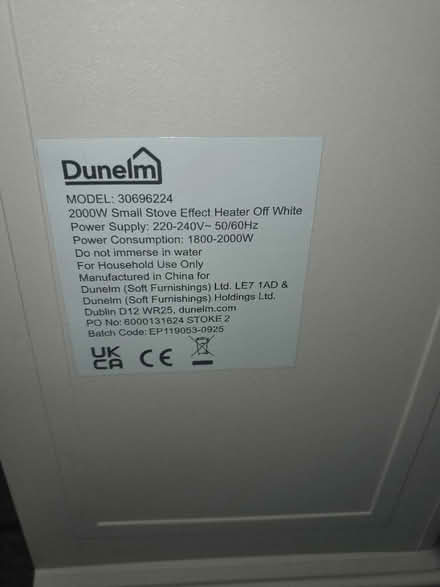 Dunelm
MODEL: 30696224
2000W Small Stove Effect Heater Off White
Power Supply: 220-240V~ 50/60Hz
Power Consumption: 1800-2000W
Do not immerse in water
For Household Use Only
Manufactured in China for
Dunelm (Soft Furnishings) Ltd. LE7 1AD &
Dunelm (Soft Furnishings) Holdings Ltd.
Dublin D12 WR25, dunelm.com
PO No: 6000131624 STOKE 2
Batch Code: EP119053-0925
UK
CA CE